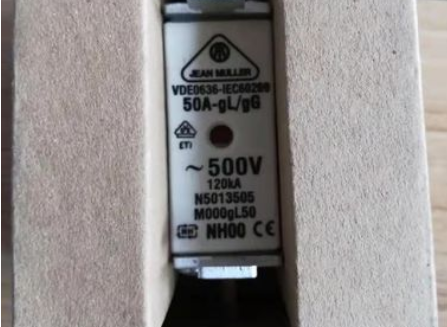 JEAN MULLER
VDE0636-IEC60269
50A-gL/gG
~500V
120kA
N5013505
M000gL50
NH00 CE